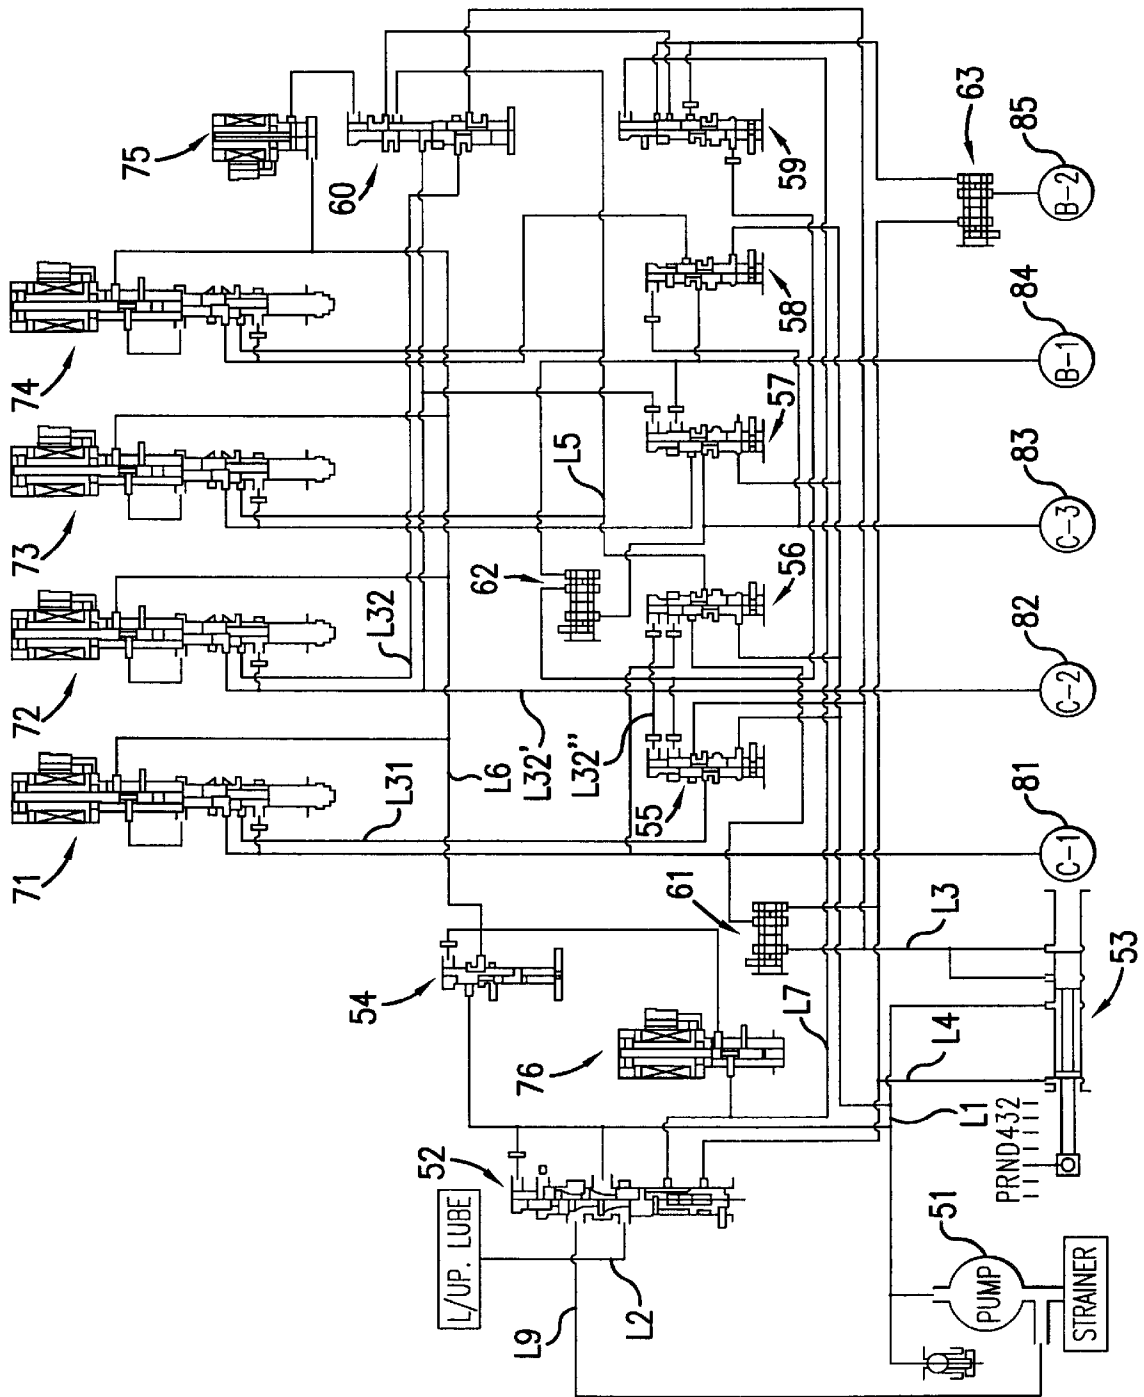 75
60
74
73
72
71
59
58
57
56
55
54
62
61
63
76
52
53
51
L5
L32
L6
L32'
L32"
L31
L3
L4
L7
L1
L2
L9
85
B-2
84
B-1
83
C-3
82
C-2
81
C-1
PRND432
L/UP. LUBE
PUMP
STRAINER